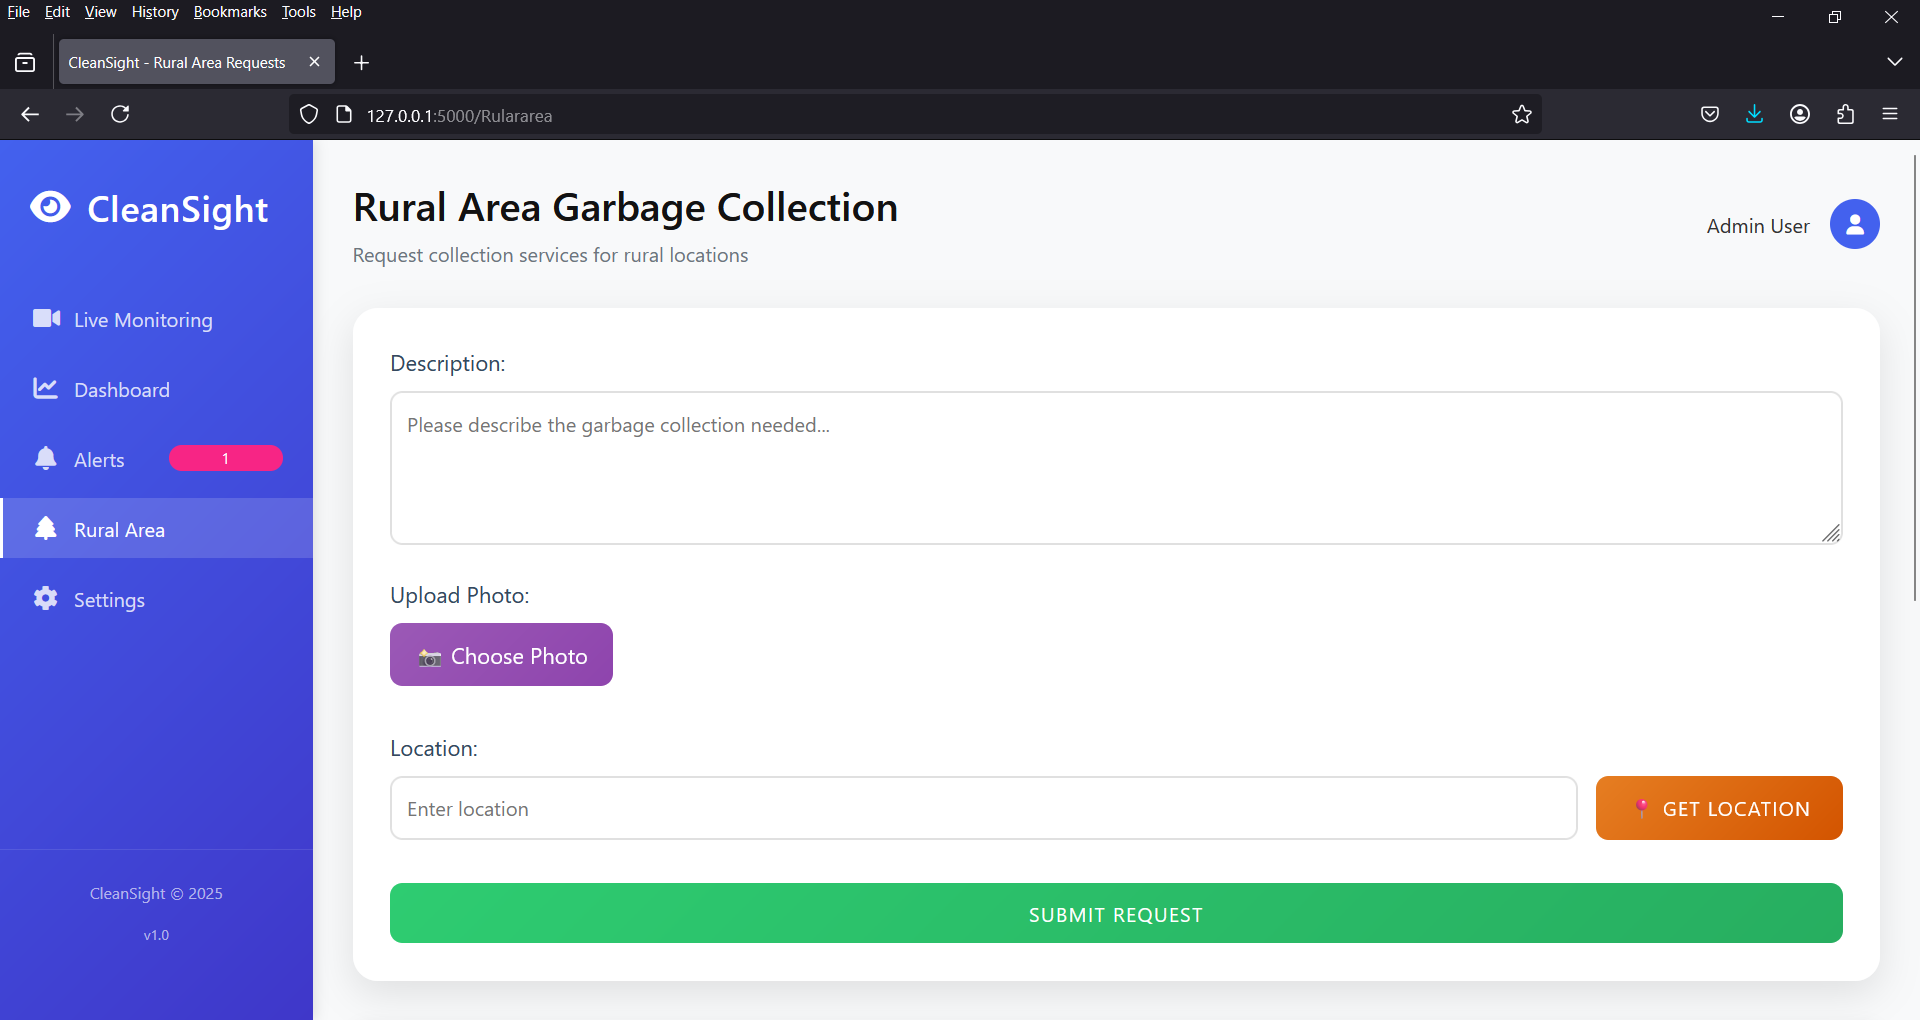 File Edit View History Bookmarks Tools Help
CleanSight - Rural Area Requests
127.0.0.1:5000/Rulararea
CleanSight
Live Monitoring
Dashboard
Alerts 1
Rural Area
Settings
CleanSight © 2025
v1.0
Rural Area Garbage Collection
Request collection services for rural locations
Admin User
Description:
Please describe the garbage collection needed...
Upload Photo:
Choose Photo
Location:
Enter location
GET LOCATION
SUBMIT REQUEST